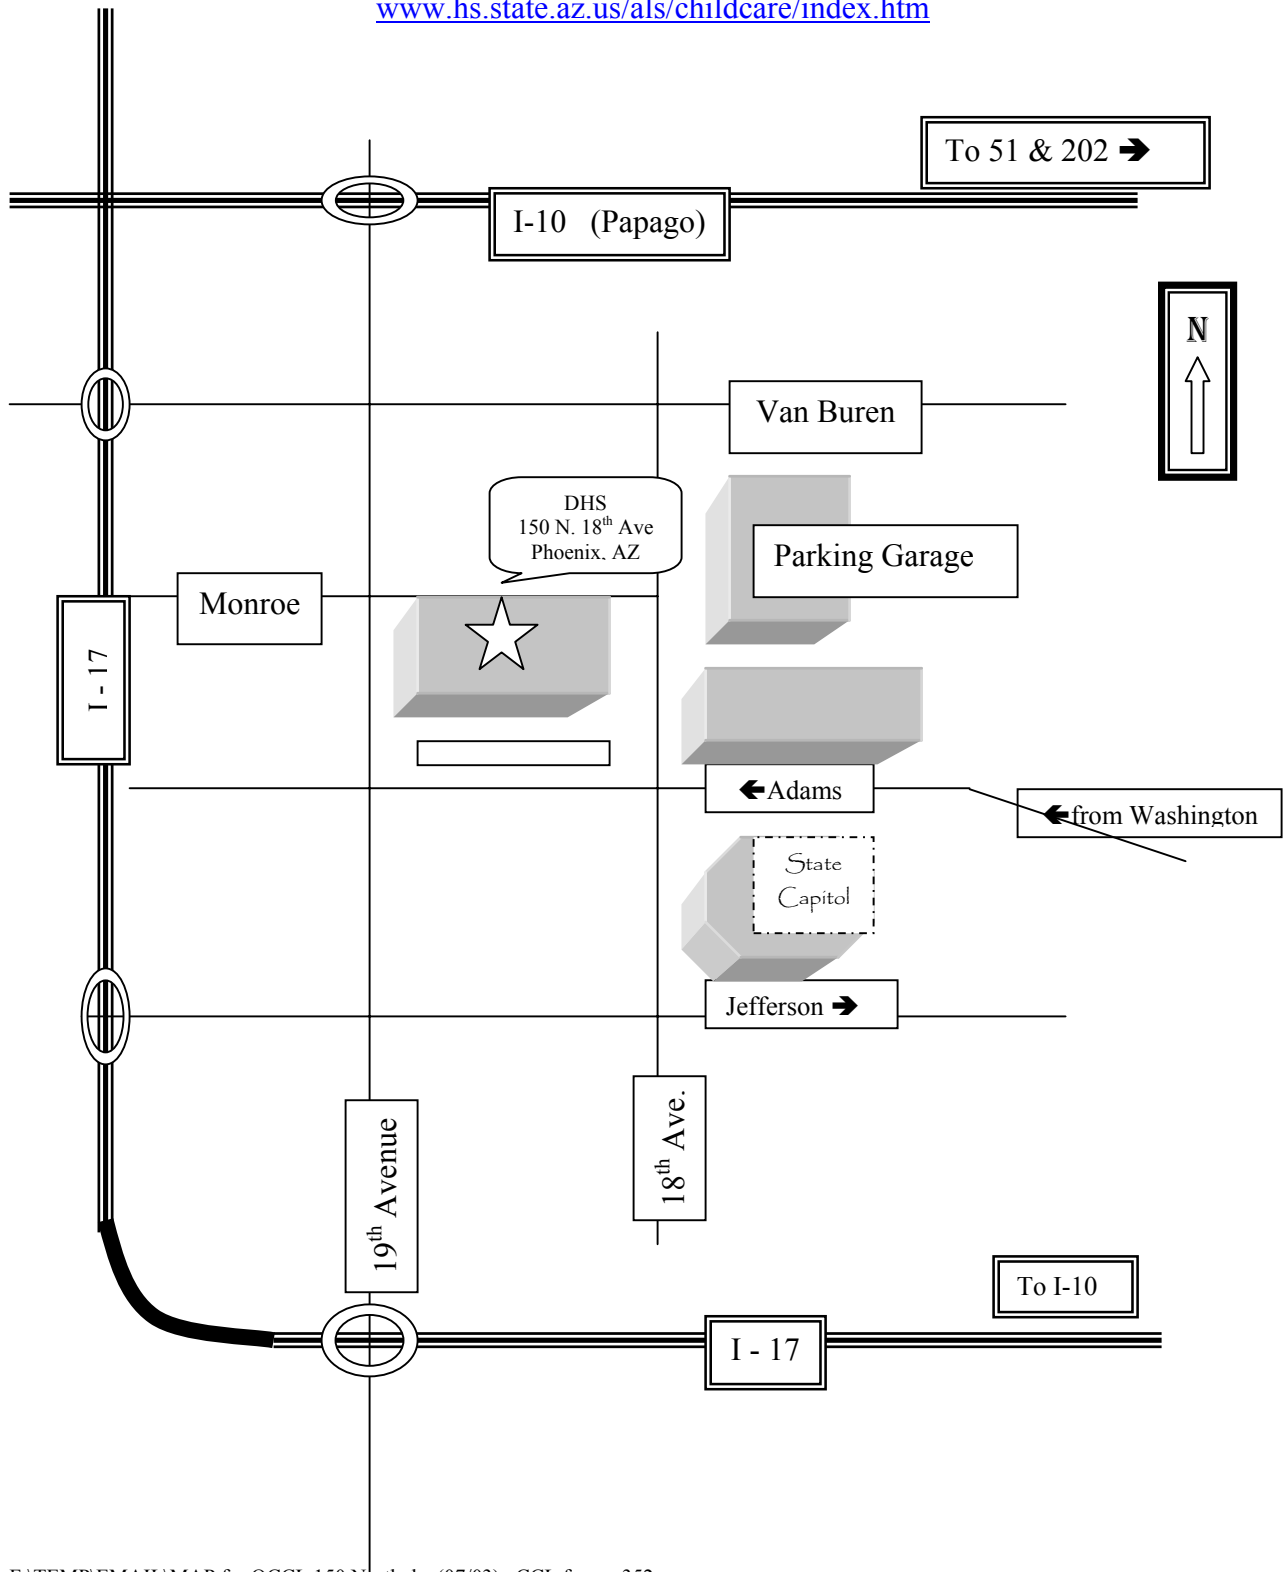 www.hs.state.az.us/als/childcare/index.htm
To 51 & 202 ➔
I-10 (Papago)
N
Van Buren
DHS
150 N. 18th Ave
Phoenix, AZ
Parking Garage
Monroe
I - 17
🡸Adams
🡸from Washington
State
Capitol
Jefferson ➔
19th Avenue
18th Ave.
To I-10
I - 17